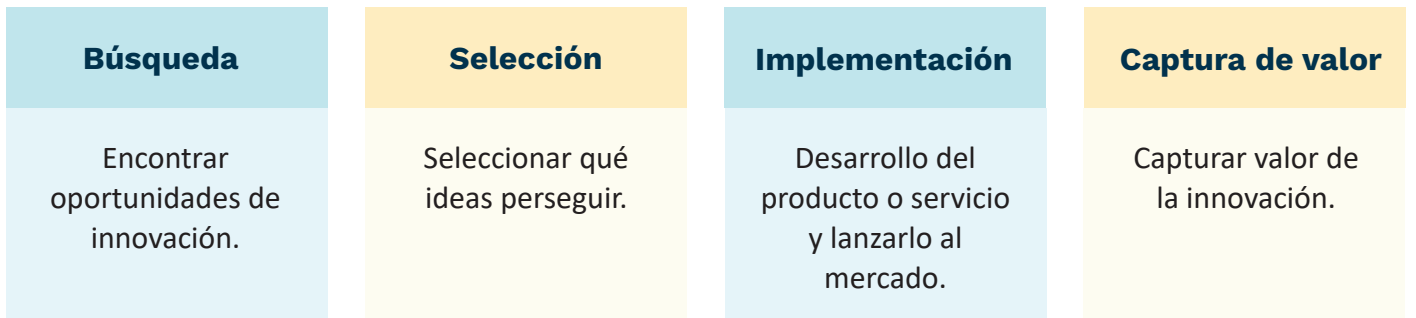 Búsqueda
Encontrar
oportunidades de
innovación.
Selección
Seleccionar qué
ideas perseguir.
Implementación
Desarrollo del
producto o servicio
y lanzarlo al
mercado.
Captura de valor
Capturar valor de
la innovación.